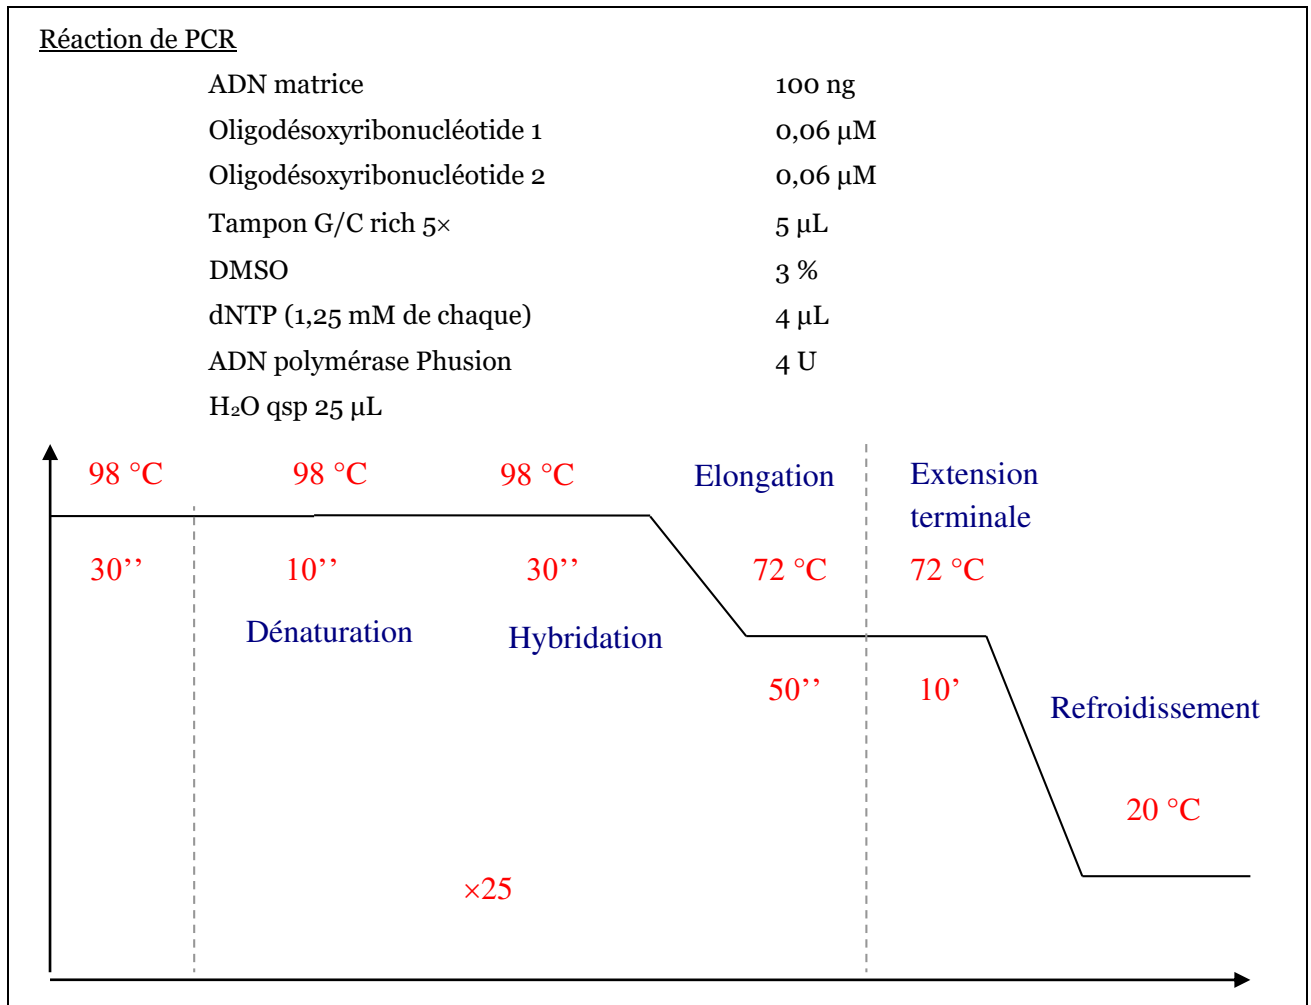 Réaction de PCR
ADN matrice 100 ng
Oligodésoxyribonucléotide 1 0,06 µM
Oligodésoxyribonucléotide 2 0,06 µM
Tampon G/C rich 5× 5 µL
DMSO 3 %
dNTP (1,25 mM de chaque) 4 µL
ADN polymérase Phusion 4 U
H₂O qsp 25 µL
98 °C 98 °C 98 °C Elongation Extension
terminale
30’’ 10’’ 30’’ 72 °C 72 °C
Dénaturation Hybridation
50’’ 10’
Refroidissement
20 °C
×25